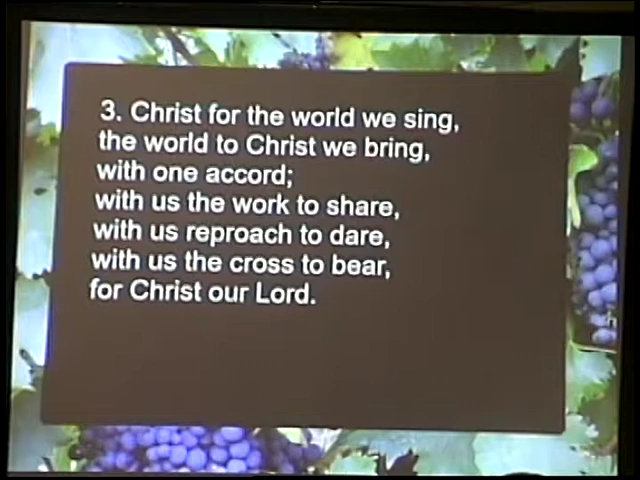 3. Christ for the world we sing,
the world to Christ we bring,
with one accord;
with us the work to share,
with us reproach to dare,
with us the cross to bear,
for Christ our Lord.